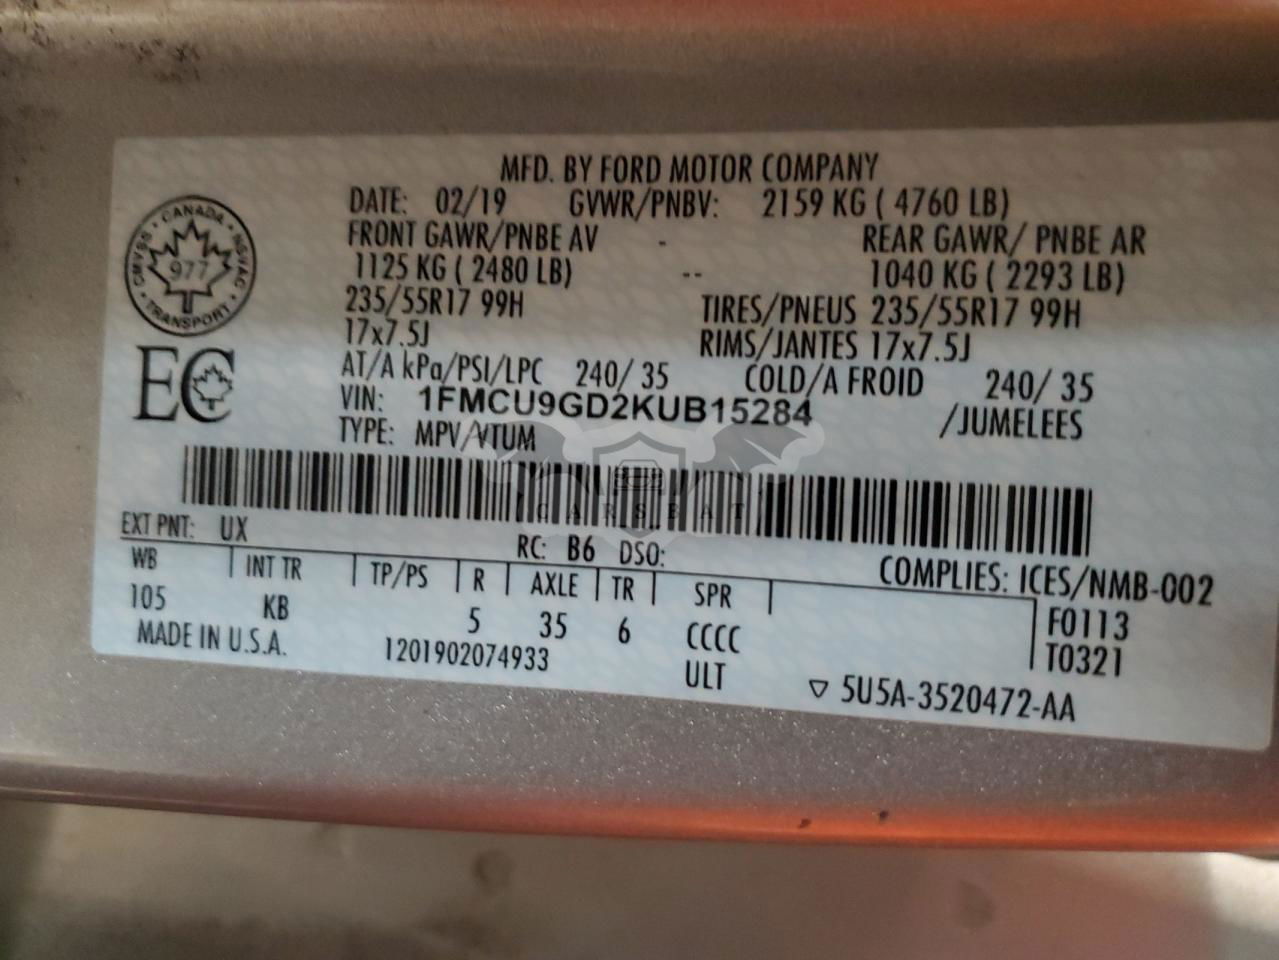 MFD. BY FORD MOTOR COMPANY
DATE: 02/19 GVWR/PNBV: 2159 KG ( 4760 LB)
FRONT GAWR/PNBE AV - REAR GAWR/ PNBE AR
1125 KG ( 2480 LB) -- 1040 KG ( 2293 LB)
235/55R17 99H TIRES/PNEUS 235/55R17 99H
17x7.5J RIMS/JANTES 17x7.5J
AT/A kPa/PSI/LPC 240/ 35 COLD/A FROID 240/ 35
VIN: 1FMCU9GD2KUB15284 /JUMELEES
TYPE: MPV/VTUM
CANADA
CMVSS NSVAC
977
TRANSPORT
EC
CARSBAT
EXT PNT: UX RC: B6 DSO:
COMPLIES: ICES/NMB-002
WB INT TR TP/PS R AXLE TR SPR
105 KB 5 35 6 CCCC
F0113
T0321
MADE IN U.S.A. 1201902074933 ULT
5U5A-3520472-AA